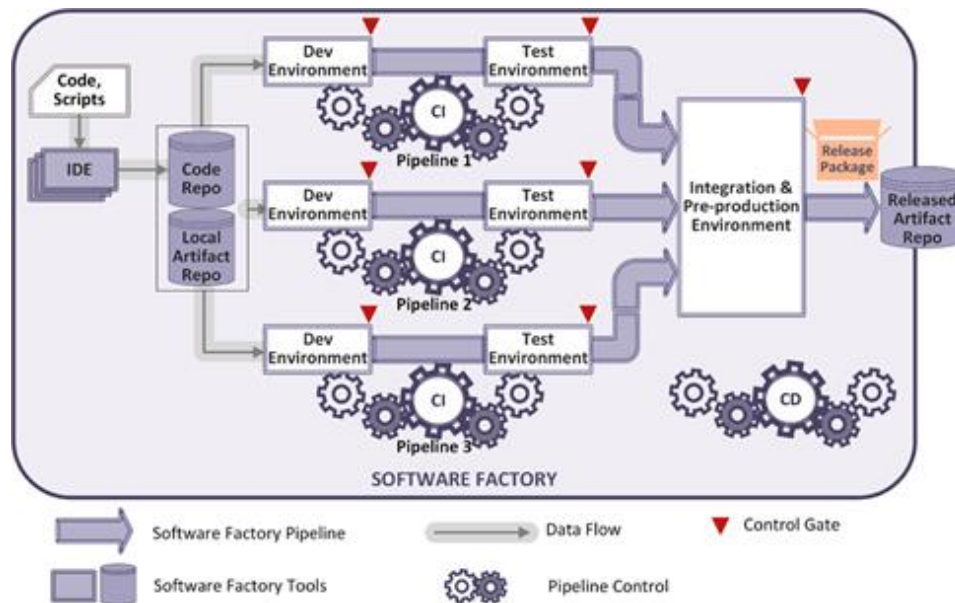 Code,
Scripts
IDE
Code
Repo
Local
Artifact
Repo
Dev
Environment
Test
Environment
CI
Pipeline 1
Dev
Environment
Test
Environment
CI
Pipeline 2
Dev
Environment
Test
Environment
CI
Pipeline 3
Integration &
Pre-production
Environment
Release
Package
Released
Artifact
Repo
CD
SOFTWARE FACTORY
Software Factory Pipeline
Data Flow
Control Gate
Software Factory Tools
Pipeline Control